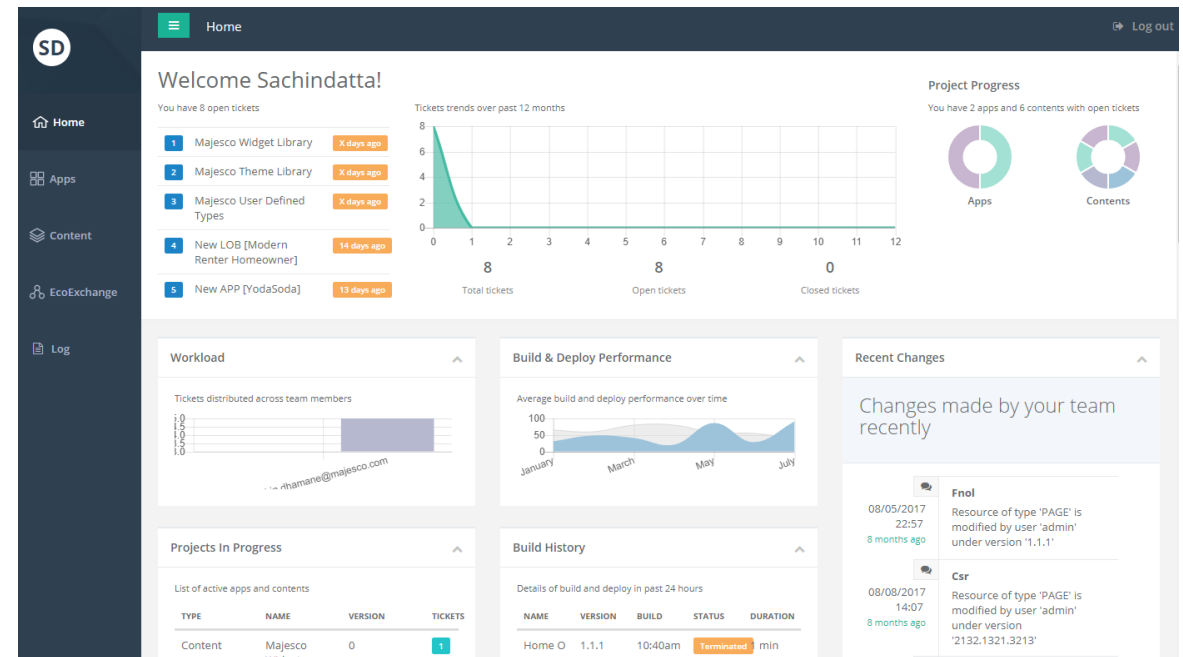 SD
Home
Log out
Home
Apps
Content
EcoExchange
Log
Welcome Sachindatta!
You have 8 open tickets
1 Majesco Widget Library X days ago
2 Majesco Theme Library X days ago
3 Majesco User Defined
Types X days ago
4 New LOB [Modern
Renter Homeowner] 14 days ago
5 New APP [YodaSoda] 13 days ago
Tickets trends over past 12 months
8
6
4
2
0
0 1 2 3 4 5 6 7 8 9 10 11 12
8 8 0
Total tickets Open tickets Closed tickets
Project Progress
You have 2 apps and 6 contents with open tickets
Apps Contents
Workload
Tickets distributed across team members
dhamane@majesco.com
Build & Deploy Performance
Average build and deploy performance over time
100
50
0
January March May July
Recent Changes
Changes made by your team
recently
08/05/2017
22:57
8 months ago
Fnol
Resource of type 'PAGE' is
modified by user 'admin'
under version '1.1.1'
08/08/2017
14:07
8 months ago
Csr
Resource of type 'PAGE' is
modified by user 'admin'
under version
'2132.1321.3213'
Projects In Progress
List of active apps and contents
TYPE NAME VERSION TICKETS
Content Majesco 0 1
Build History
Details of build and deploy in past 24 hours
NAME VERSION BUILD STATUS DURATION
Home O 1.1.1 10:40am Terminated 1 min